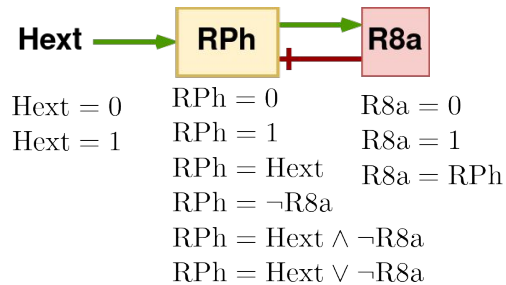 Hext
RPh
R8a
Hext = 0
Hext = 1
RPh = 0
RPh = 1
RPh = Hext
RPh = ¬R8a
RPh = Hext ∧ ¬R8a
RPh = Hext ∨ ¬R8a
R8a = 0
R8a = 1
R8a = RPh